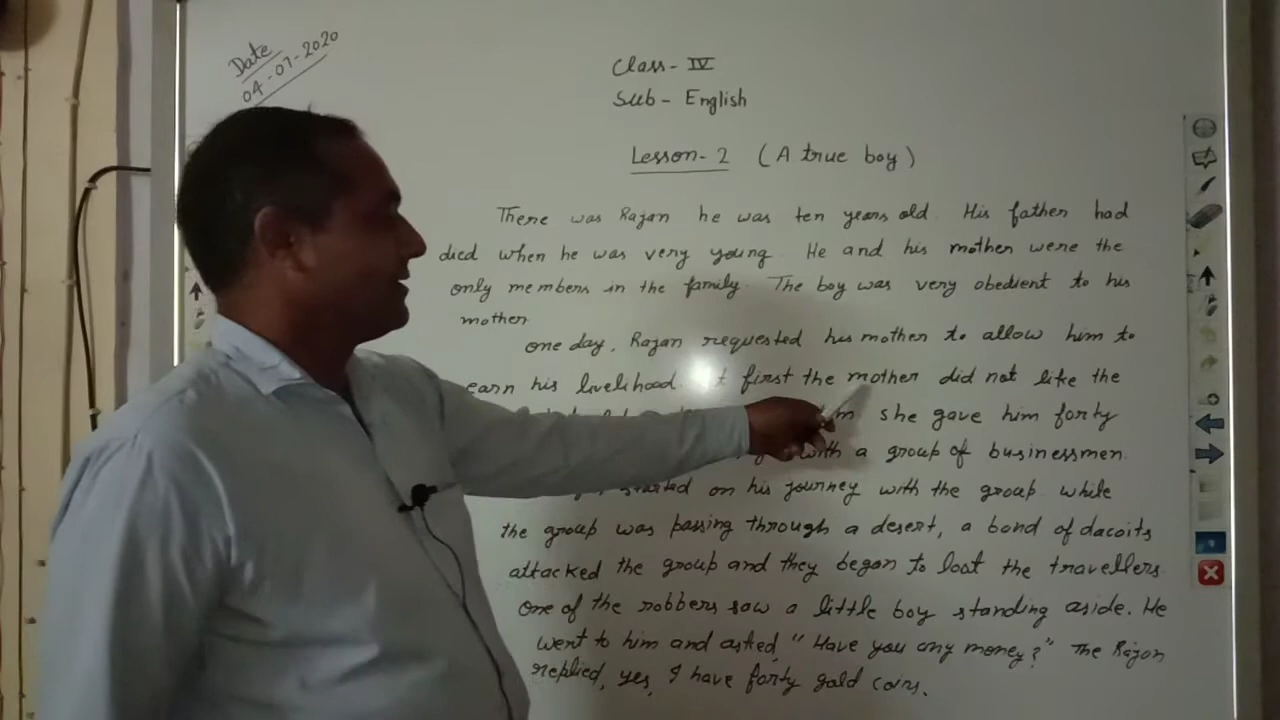 Date
04-07-2020
Class- IV
Sub- English
Lesson-2 (A true boy)
There was Rajan he was ten years old. His father had
died when he was very young. He and his mother were the
only members in the family. The boy was very obedient to his
mother.
one day, Rajan requested his mother to allow him to
earn his livelihood. first the mother did not like the
she gave him forty
with a group of businessmen.
started on his journey with the group while
the group was passing through a desert, a band of dacoits
attacked the group and they began to loot the travellers
One of the robbers saw a little boy standing aside. He
went to him and asked, "Have you any money?" The Rajan
replied, yes, I have forty gold coins.